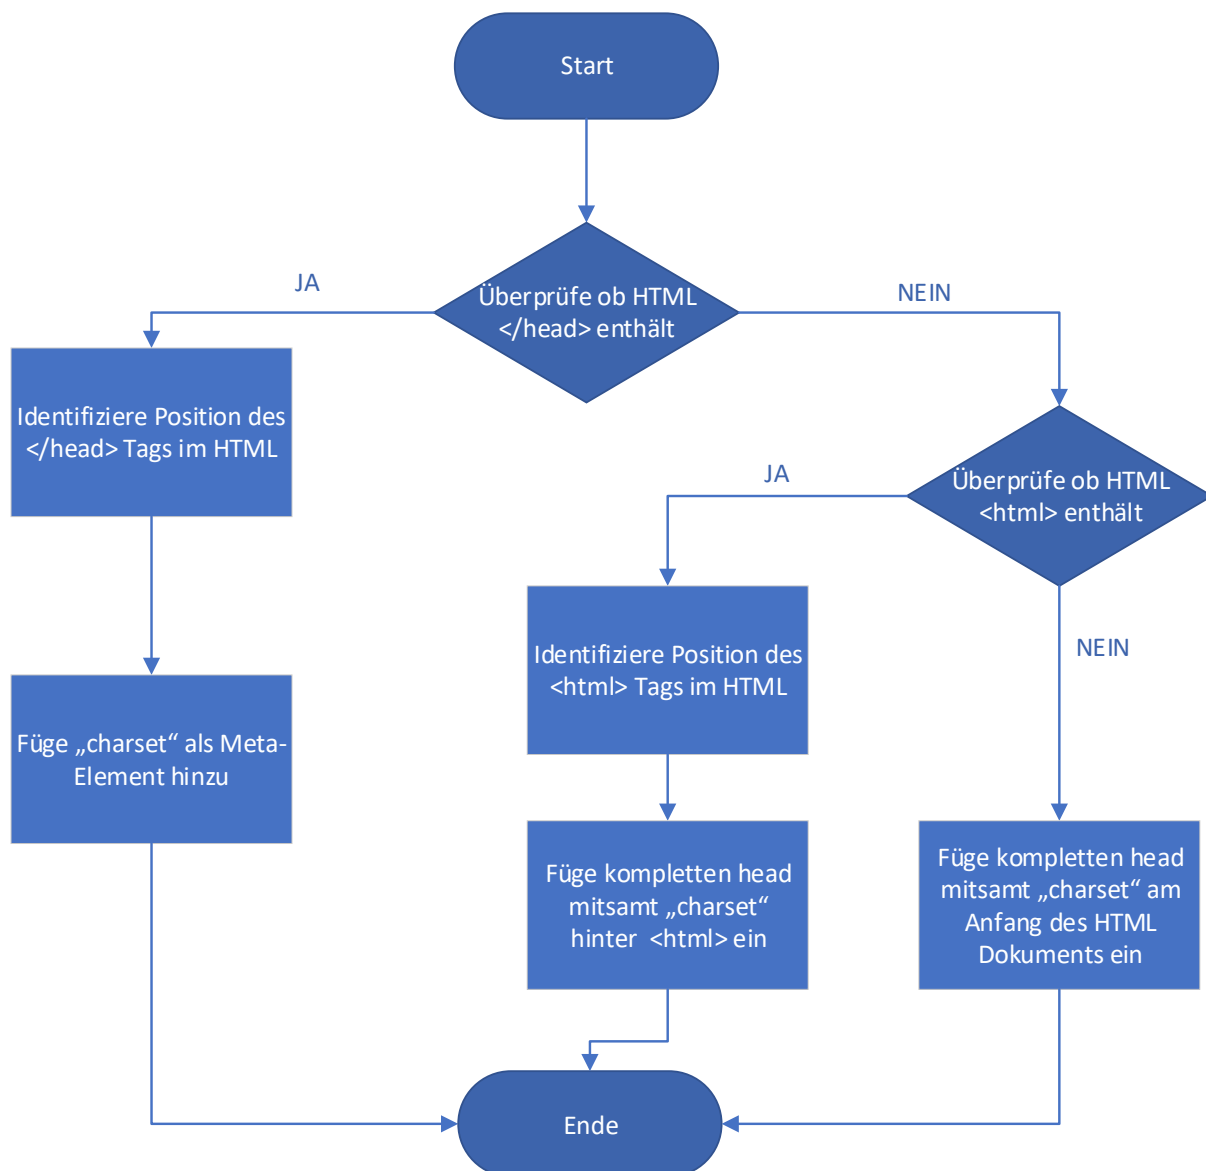 Start
JA
Überprüfe ob HTML
</head> enthält
NEIN
Identifiziere Position des
</head> Tags im HTML
JA
Überprüfe ob HTML
<html> enthält
Identifiziere Position des
<html> Tags im HTML
NEIN
Füge „charset“ als Meta-
Element hinzu
Füge kompletten head
mitsamt „charset“
hinter <html> ein
Füge kompletten head
mitsamt „charset“ am
Anfang des HTML
Dokuments ein
Ende